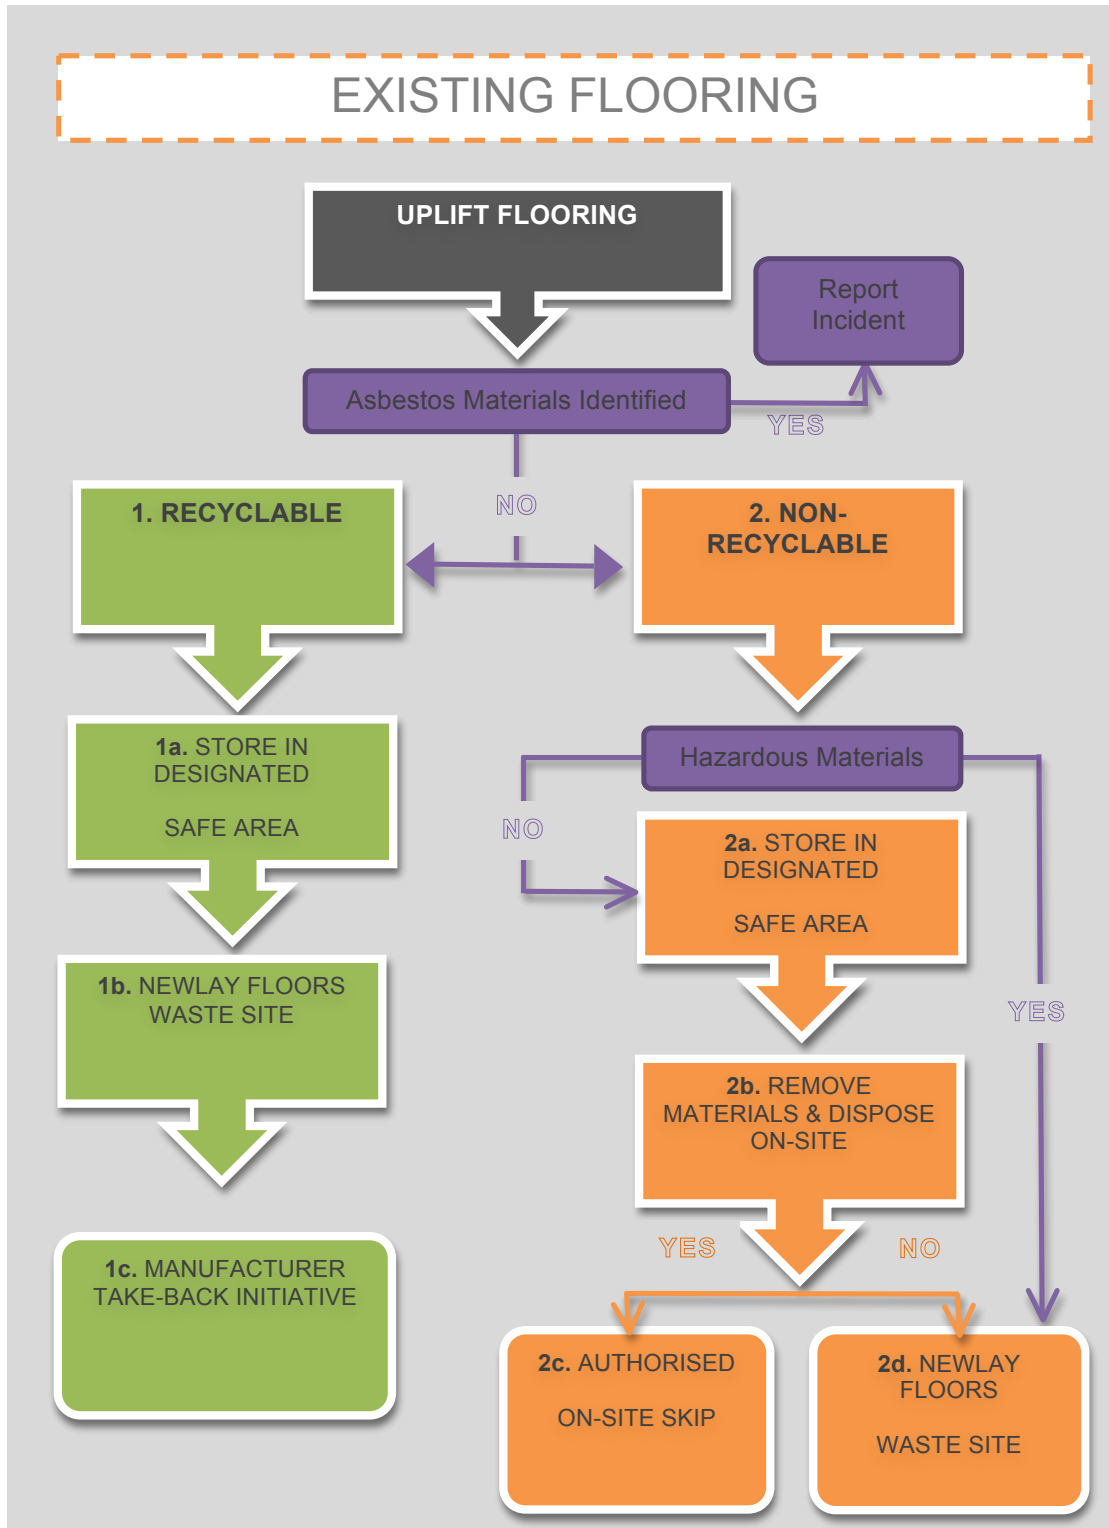 EXISTING FLOORING
UPLIFT FLOORING
Report
Incident
Asbestos Materials Identified
YES
NO
1. RECYCLABLE
2. NON-
RECYCLABLE
1a. STORE IN
DESIGNATED
SAFE AREA
Hazardous Materials
NO
2a. STORE IN
DESIGNATED
SAFE AREA
1b. NEWLAY FLOORS
WASTE SITE
YES
2b. REMOVE
MATERIALS & DISPOSE
ON-SITE
YES
NO
1c. MANUFACTURER
TAKE-BACK INITIATIVE
2c. AUTHORISED
ON-SITE SKIP
2d. NEWLAY
FLOORS
WASTE SITE